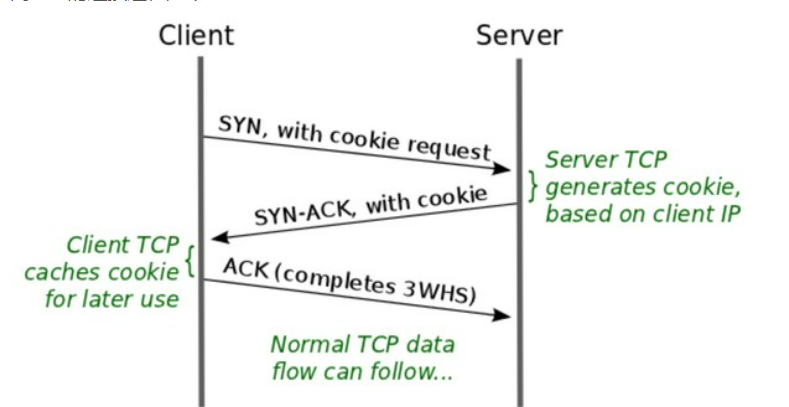 Client
Server
SYN, with cookie request
Server TCP
generates cookie,
based on client IP
SYN-ACK, with cookie
Client TCP
caches cookie
for later use
ACK (completes 3WHS)
Normal TCP data
flow can follow...